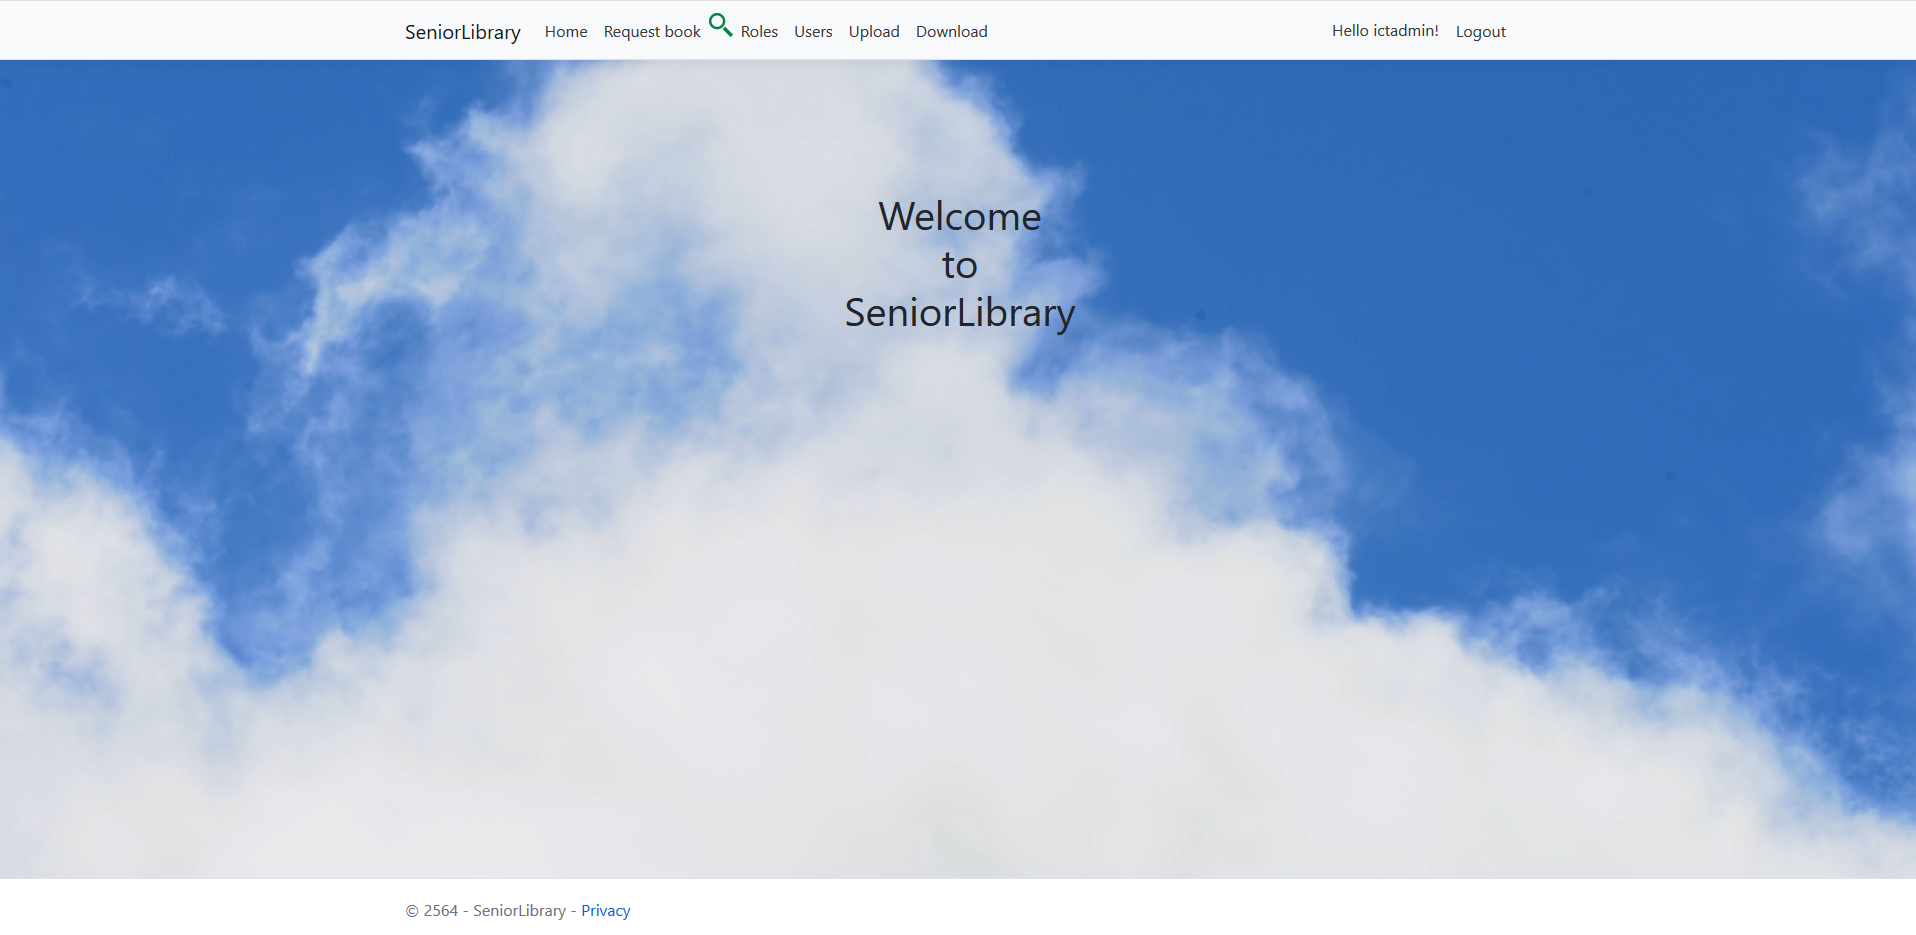 SeniorLibrary Home Request book Roles Users Upload Download Hello ictadmin! Logout
Welcome
to
SeniorLibrary
© 2564 - SeniorLibrary - Privacy